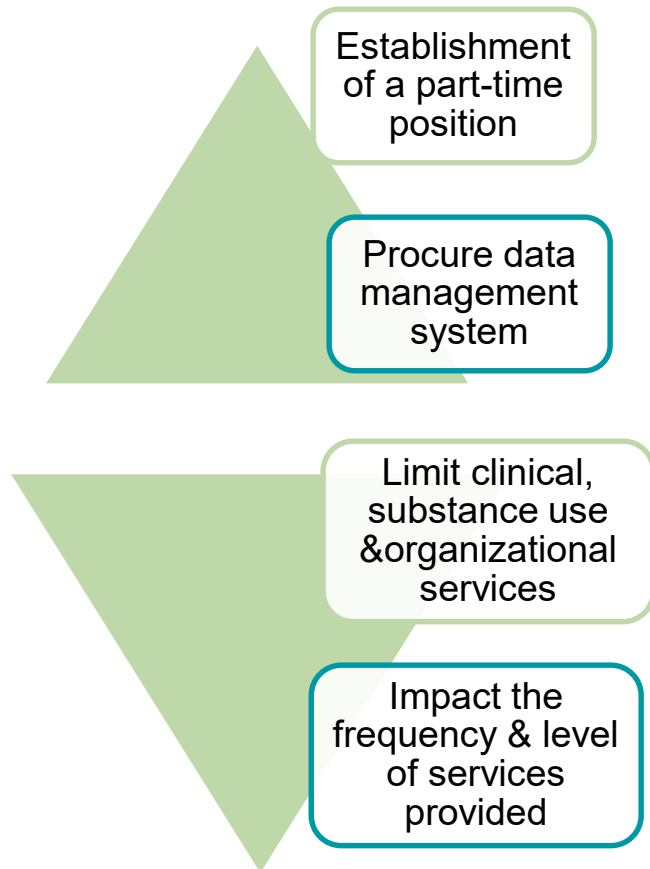 Establishment
of a part-time
position
Procure data
management
system
Limit clinical,
substance use
&organizational
services
Impact the
frequency & level
of services
provided